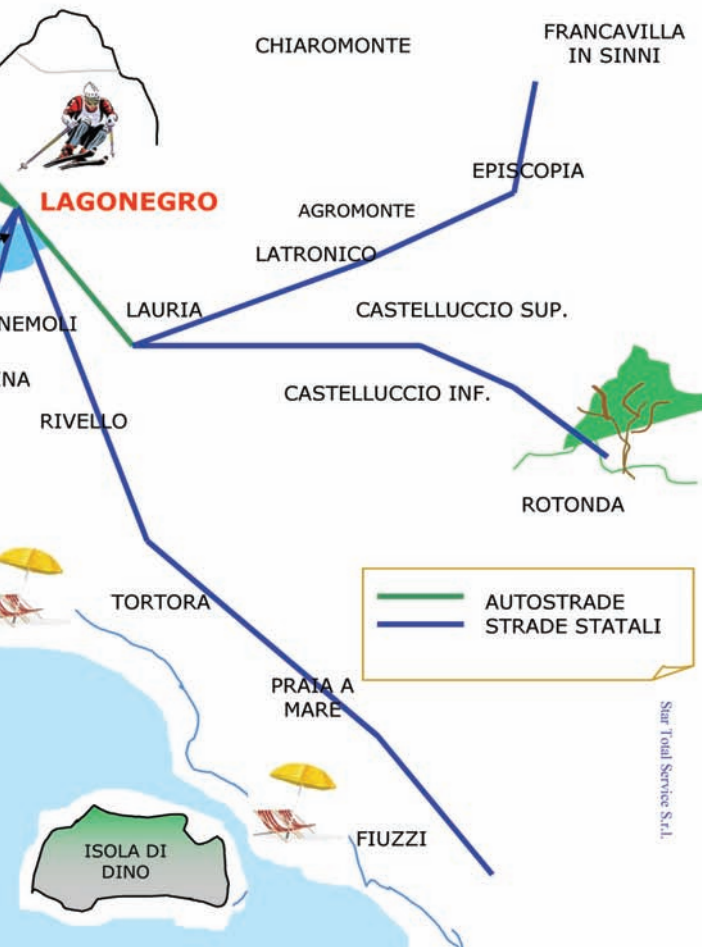 CHIAROMONTE
FRANCAVILLA
IN SINNI
EPISCOPIA
LAGONEGRO
AGROMONTE
LATRONICO
LAURIA
CASTELLUCCIO SUP.
NEMOLI
INA
CASTELLUCCIO INF.
RIVELLO
ROTONDA
TORTORA
AUTOSTRADE
STRADE STATALI
PRAIA A
MARE
Star Total Service S.r.l.
FIUZZI
ISOLA DI
DINO